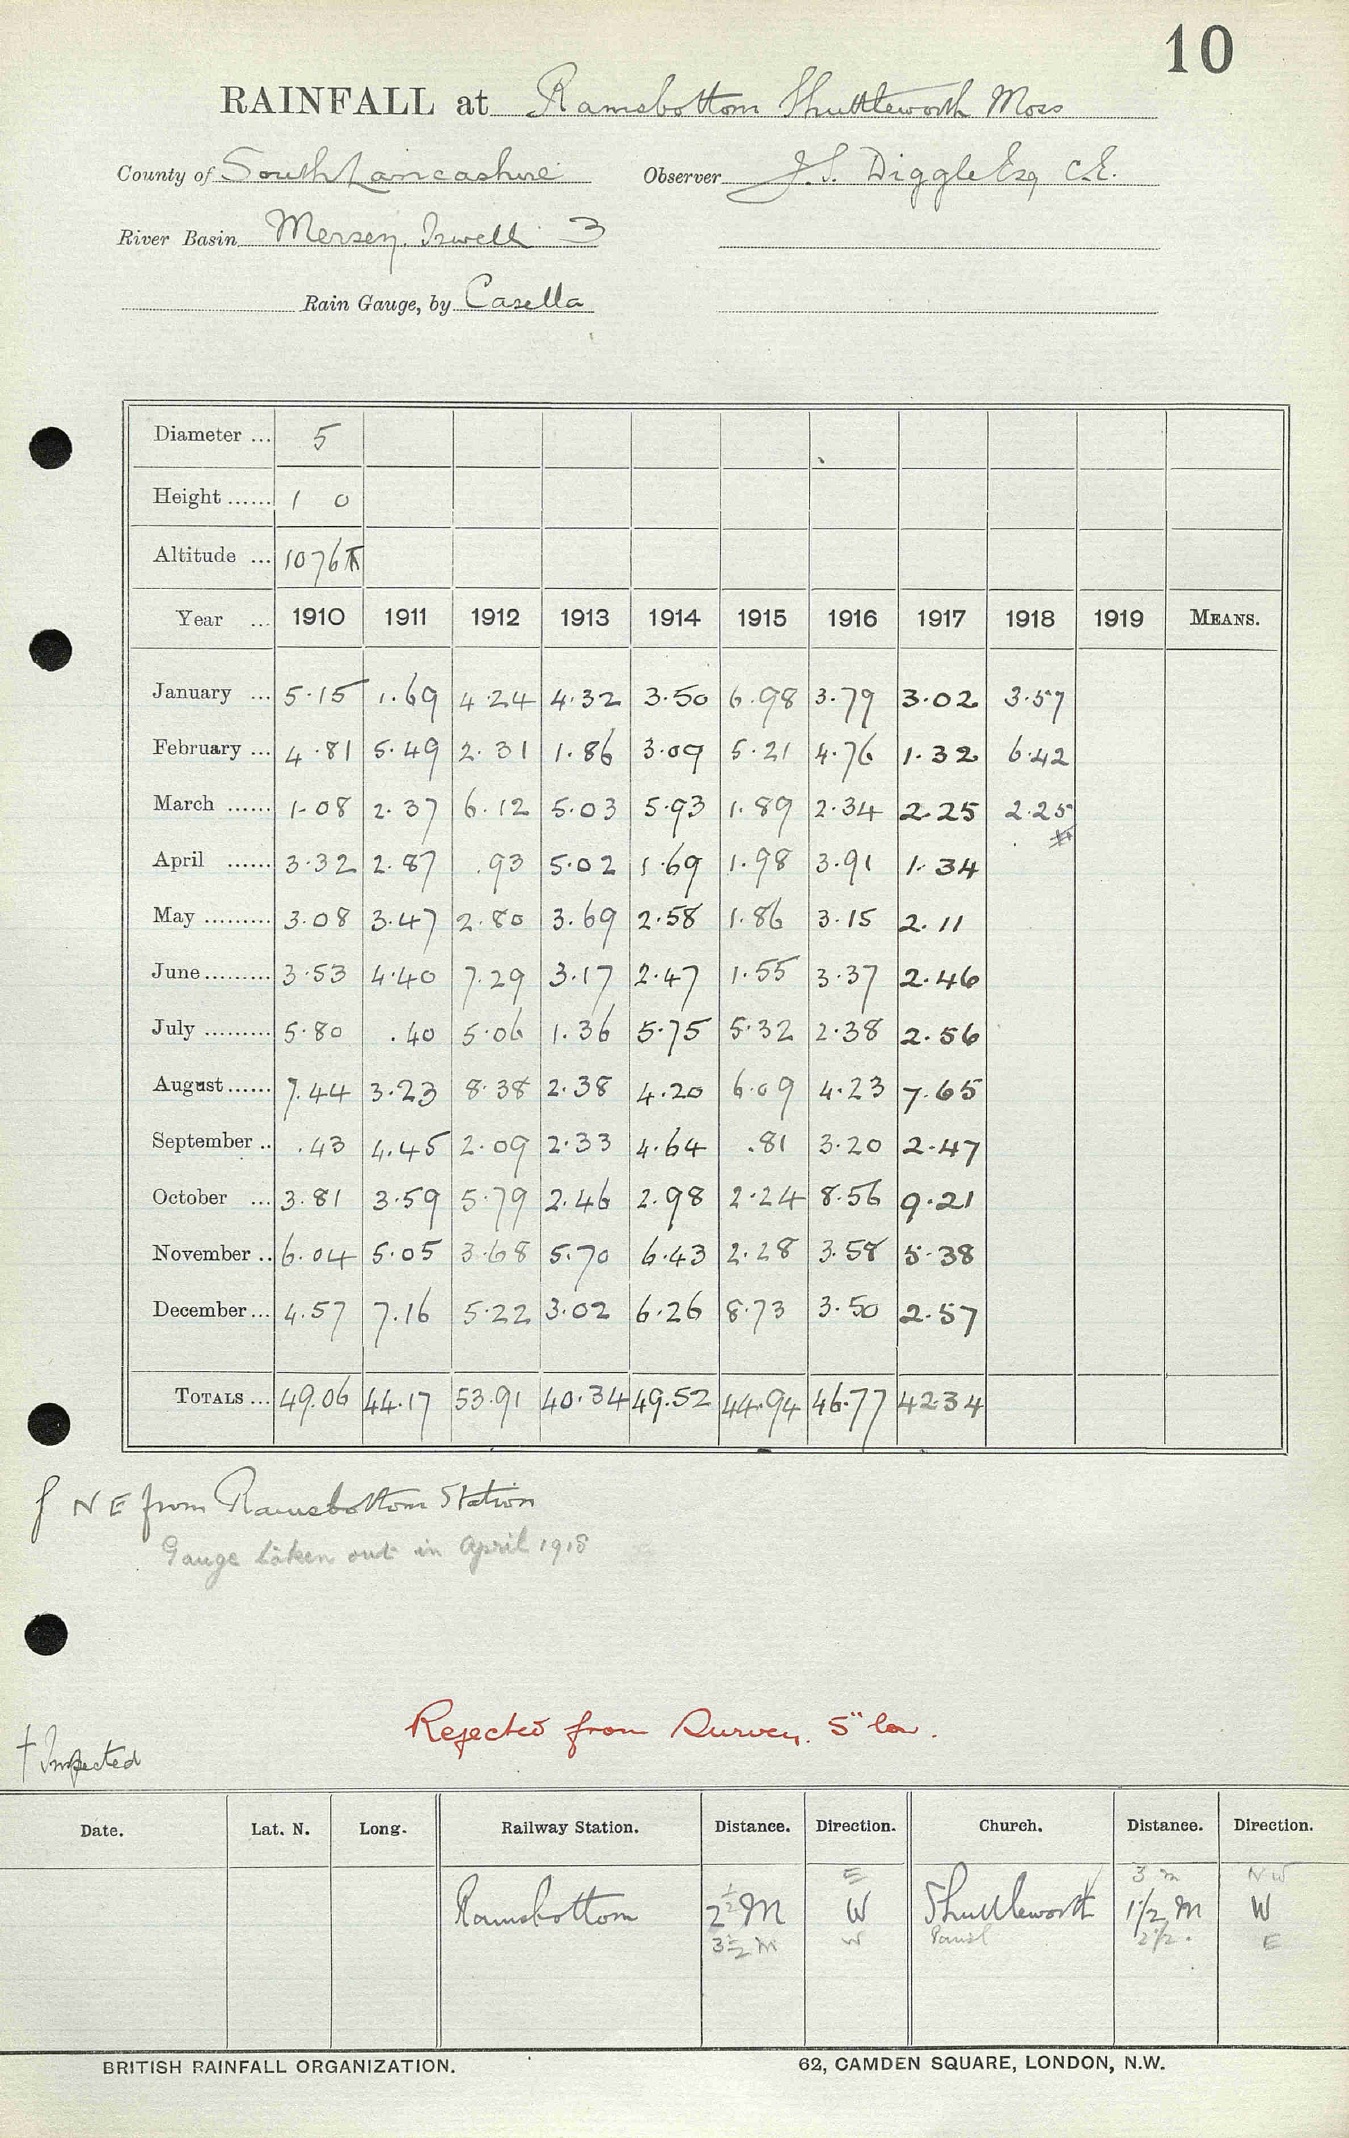 10
RAINFALL at Ramsbottom Shuttleworth Moss
County of South Lancashire Observer J.S. Diggle Esq C.E.
River Basin Mersey. Irwell 3
Rain Gauge, by Casella
Diameter ... 5
Height ...... 1 0
Altitude ... 1076
Year ... 1910 1911 1912 1913 1914 1915 1916 1917 1918 1919 MEANS.
January ... 5.15 1.69 4.24 4.32 3.50 6.98 3.79 3.02 3.57
February ... 4.81 5.49 2.31 1.86 3.09 5.21 4.76 1.32 6.42
March ...... 1.08 2.37 6.12 5.03 5.93 1.89 2.34 2.25 2.25
April ...... 3.32 2.87 .93 5.02 1.69 1.98 3.91 1.34
May ......... 3.08 3.47 2.80 3.69 2.58 1.86 3.15 2.11
June ......... 3.53 4.40 7.29 3.17 2.47 1.55 3.37 2.46
July ......... 5.80 .40 5.06 1.36 5.75 5.32 2.38 2.56
August ...... 7.44 3.23 8.38 2.38 4.20 6.09 4.23 7.65
September .. .43 4.45 2.09 2.33 4.64 .81 3.20 2.47
October ... 3.81 3.59 5.79 2.46 2.98 2.24 8.56 9.21
November .. 6.04 5.05 3.68 5.70 6.43 2.28 3.58 5.38
December ... 4.57 7.16 5.22 3.02 6.26 8.73 3.50 2.57
TOTALS ... 49.06 44.17 53.91 40.34 49.52 44.94 46.77 42.34
N E from Ramsbottom Station
Gauge taken out in April 1918
Rejected from Survey. 5" low.
† Inspected
Date. Lat. N. Long. Railway Station. Distance. Direction. Church. Distance. Direction.
E 3 m NW
Ramsbottom 2½ M W Shuttleworth 1½ M W
3½ M W Parish 2½. E
BRITISH RAINFALL ORGANIZATION. 62, CAMDEN SQUARE, LONDON, N.W.